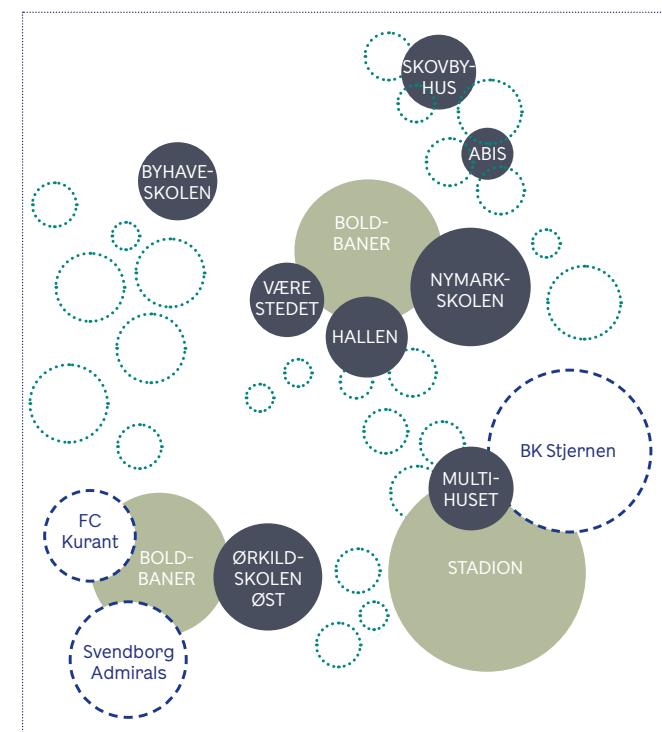 SKOVBY-
HUS
ABIS
BYHAVE-
SKOLEN
BOLD-
BANER
VÆRE
STEDET
NYMARK-
SKOLEN
HALLEN
BK Stjernen
MULTI-
HUSET
FC
Kurant
BOLD-
BANER
ØRKILD-
SKOLEN
ØST
STADION
Svendborg
Admirals